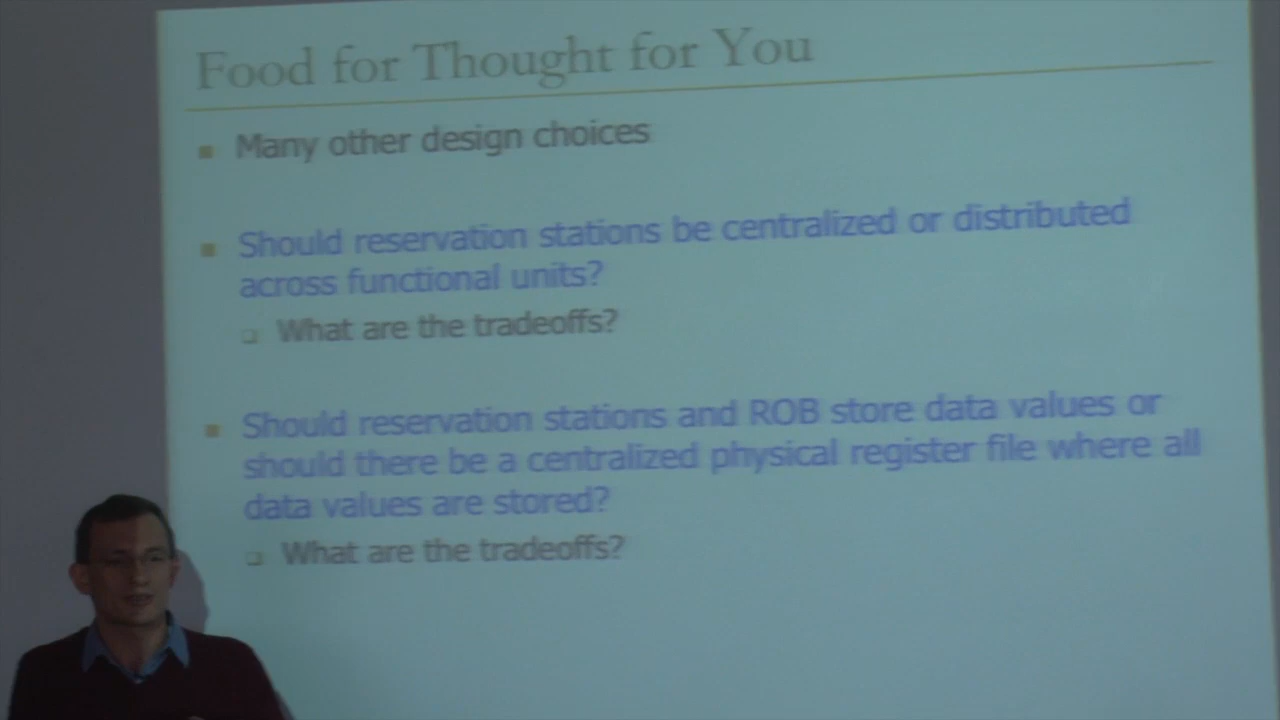 Food for Thought for You
Many other design choices
Should reservation stations be centralized or distributed
across functional units?
What are the tradeoffs?
Should reservation stations and ROB store data values or
should there be a centralized physical register file where all
data values are stored?
What are the tradeoffs?